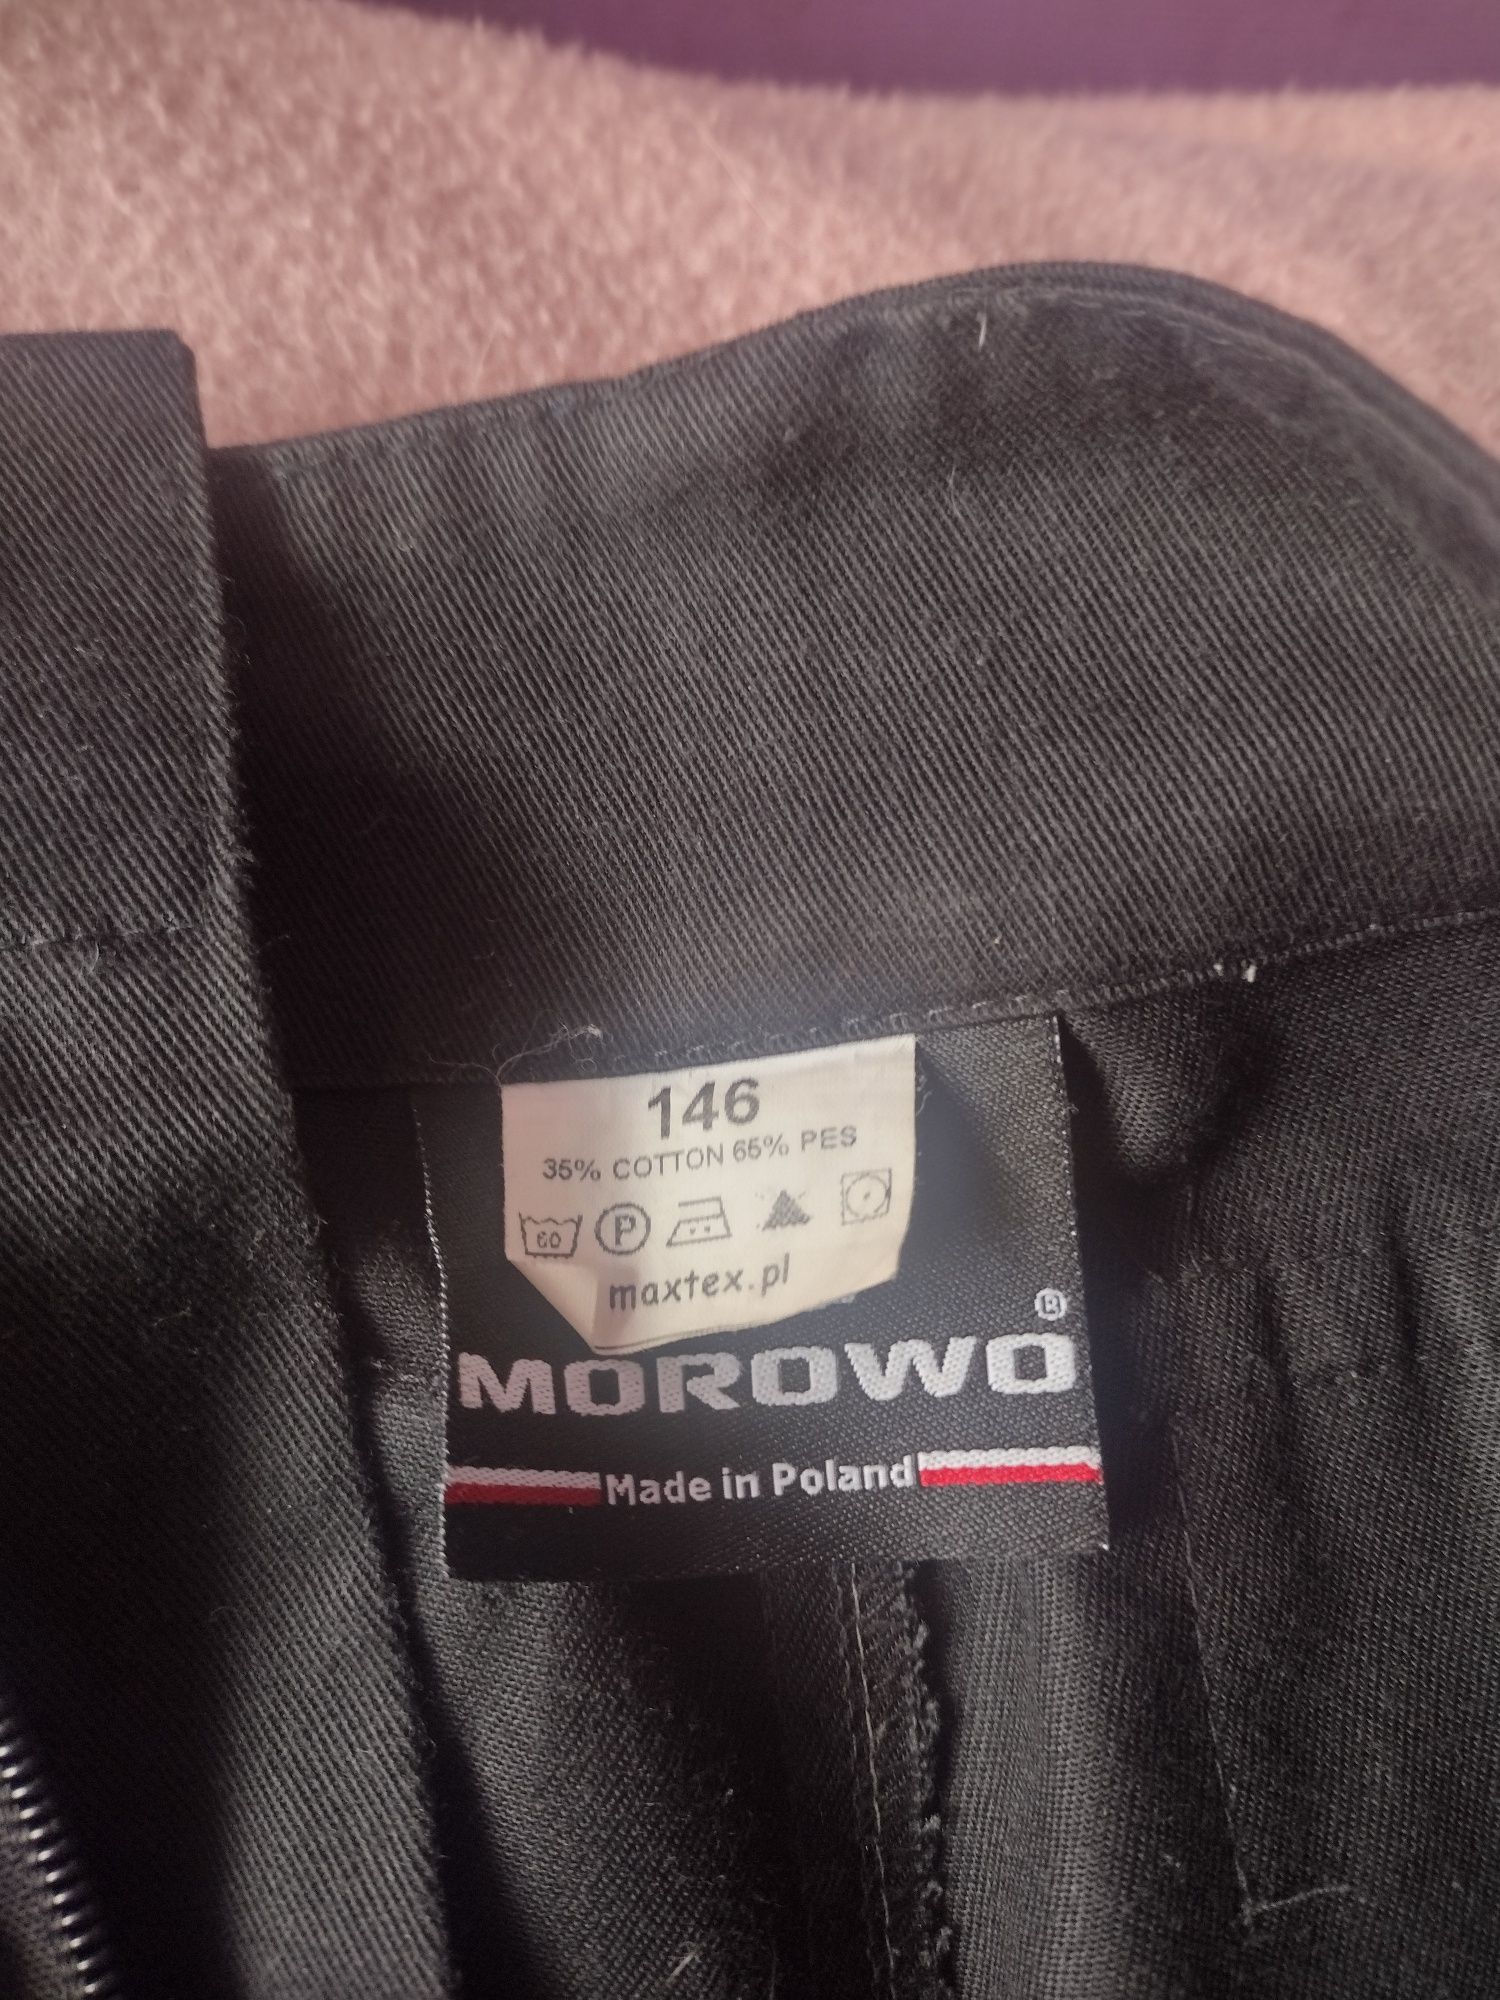 146
35% COTTON 65% PES
60 P
maxtex.pl
®
MOROWO
Made in Poland